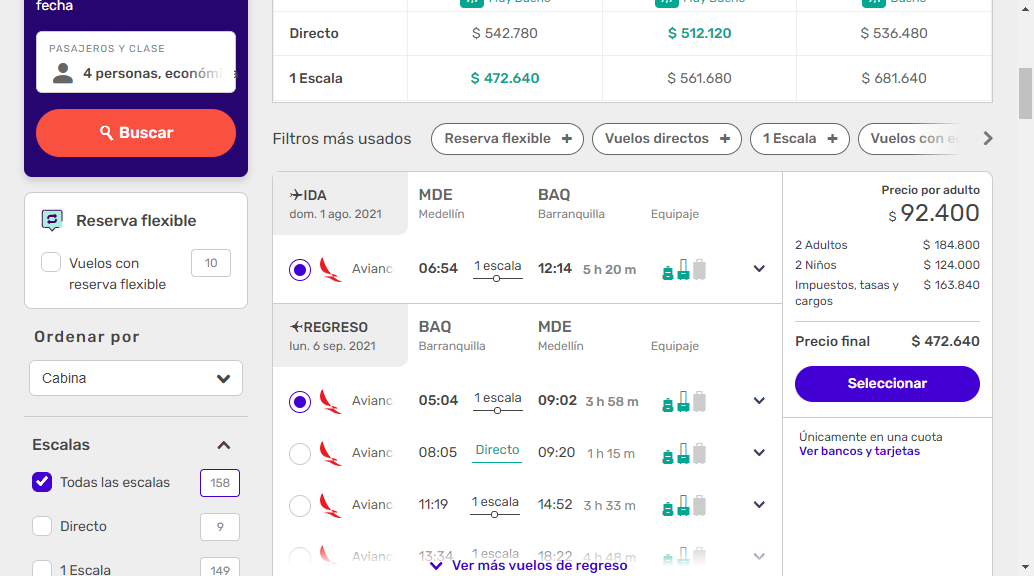 fecha
PASAJEROS Y CLASE
4 personas, económi
Buscar
Reserva flexible
Vuelos con
reserva flexible
10
Ordenar por
Cabina
Escalas
Todas las escalas
158
Directo
9
1 Escala
149
Muy Bueno
Muy Bueno
Bueno
Directo
$ 542.780
$ 512.120
$ 536.480
1 Escala
$ 472.640
$ 561.680
$ 681.640
Filtros más usados
Reserva flexible +
Vuelos directos +
1 Escala +
Vuelos con e
IDA
dom. 1 ago. 2021
MDE
Medellín
BAQ
Barranquilla
Equipaje
Avianc
06:54
1 escala
12:14
5 h 20 m
REGRESO
lun. 6 sep. 2021
BAQ
Barranquilla
MDE
Medellín
Equipaje
Avianc
05:04
1 escala
09:02
3 h 58 m
Avianc
08:05
Directo
09:20
1 h 15 m
Avianc
11:19
1 escala
14:52
3 h 33 m
Avianc
13:34
1 escala
18:22
4 h 48 m
Ver más vuelos de regreso
Precio por adulto
$ 92.400
2 Adultos $ 184.800
2 Niños $ 124.000
Impuestos, tasas y $ 163.840
cargos
Precio final $ 472.640
Seleccionar
Únicamente en una cuota
Ver bancos y tarjetas